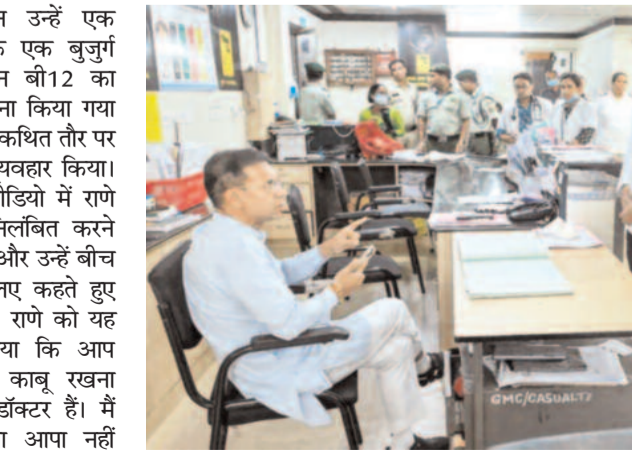 उन्हें एक
एक बुजुर्ग
बी12 का
ना किया गया
कथित तौर पर
यवहार किया।
ीडियो में राणे
लंबित करने
और उन्हें बीच
कहते हुए
राणे को यह
या कि आप
काबू रखना
डॉक्टर हैं। मैं
आपा नहीं
GMC/CASUALTY